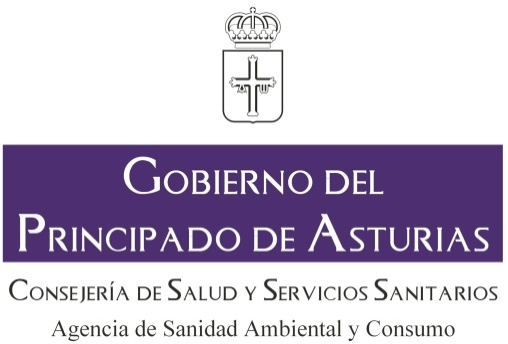 GOBIERNO DEL
PRINCIPADO DE ASTURIAS
CONSEJERÍA DE SALUD Y SERVICIOS SANITARIOS
Agencia de Sanidad Ambiental y Consumo